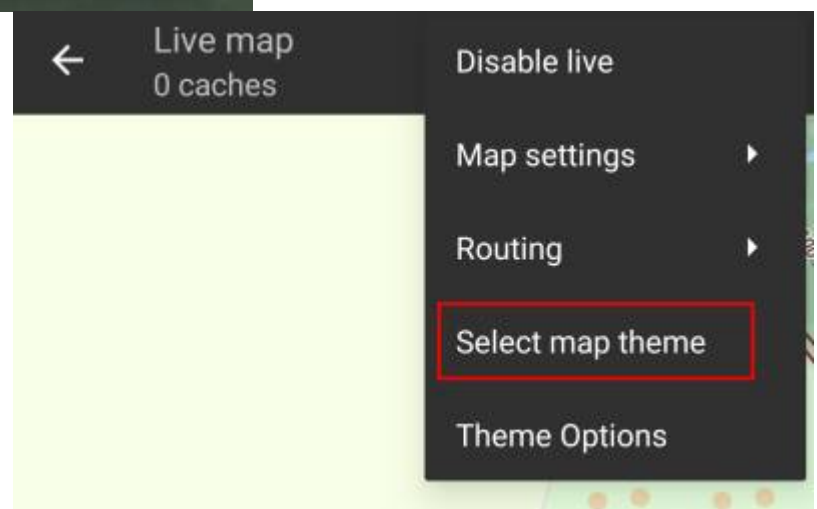 Live map
0 caches
Disable live
Map settings
Routing
Select map theme
Theme Options